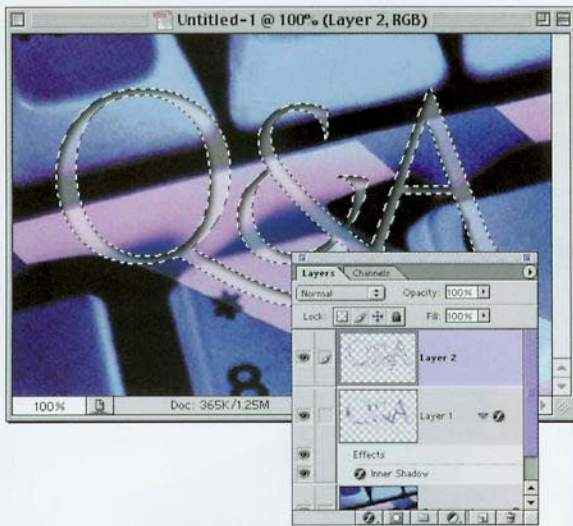 Untitled-1 @ 100% (Layer 2, RGB)
Q&A
8
Layers Channels
Normal Opacity: 100%
Lock: Fill: 100%
Layer 2
Layer 1
Effects
Inner Shadow
100% Doc: 365K/1.25M